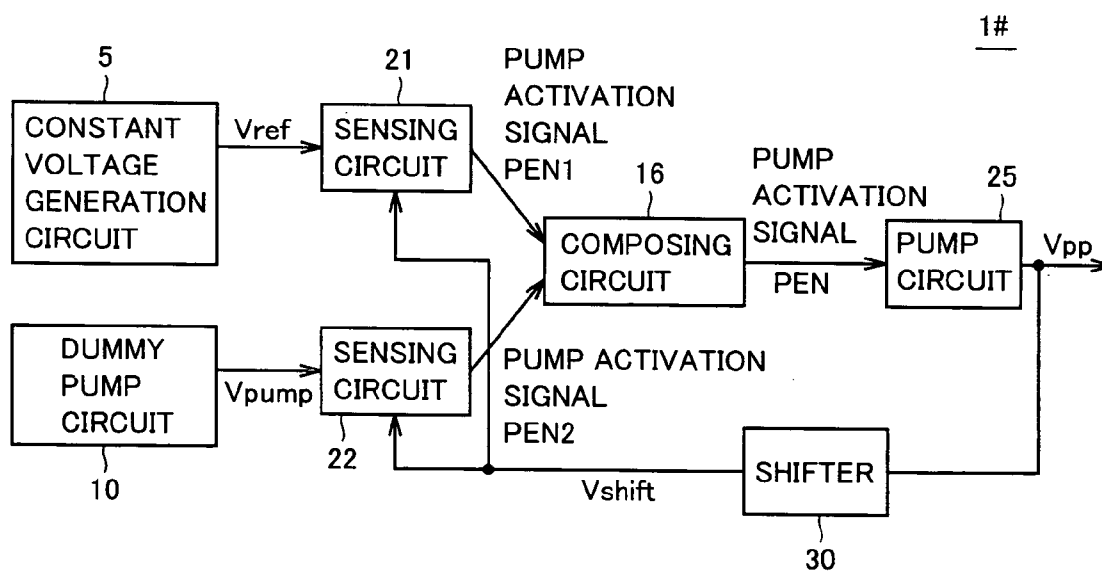 1#
5
CONSTANT
VOLTAGE
GENERATION
CIRCUIT
Vref
21
SENSING
CIRCUIT
PUMP
ACTIVATION
SIGNAL
PEN1
16
COMPOSING
CIRCUIT
PUMP
ACTIVATION
SIGNAL
PEN
25
PUMP
CIRCUIT
Vpp
DUMMY
PUMP
CIRCUIT
10
Vpump
SENSING
CIRCUIT
22
PUMP ACTIVATION
SIGNAL
PEN2
Vshift
SHIFTER
30